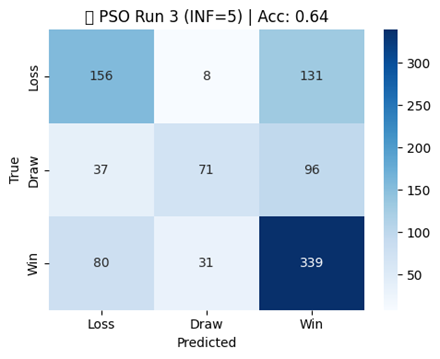 PSO Run 3 (INF=5) | Acc: 0.64
Loss 156 8 131
True
Draw 37 71 96
Win 80 31 339
Loss Draw Win
Predicted
300
250
200
150
100
50